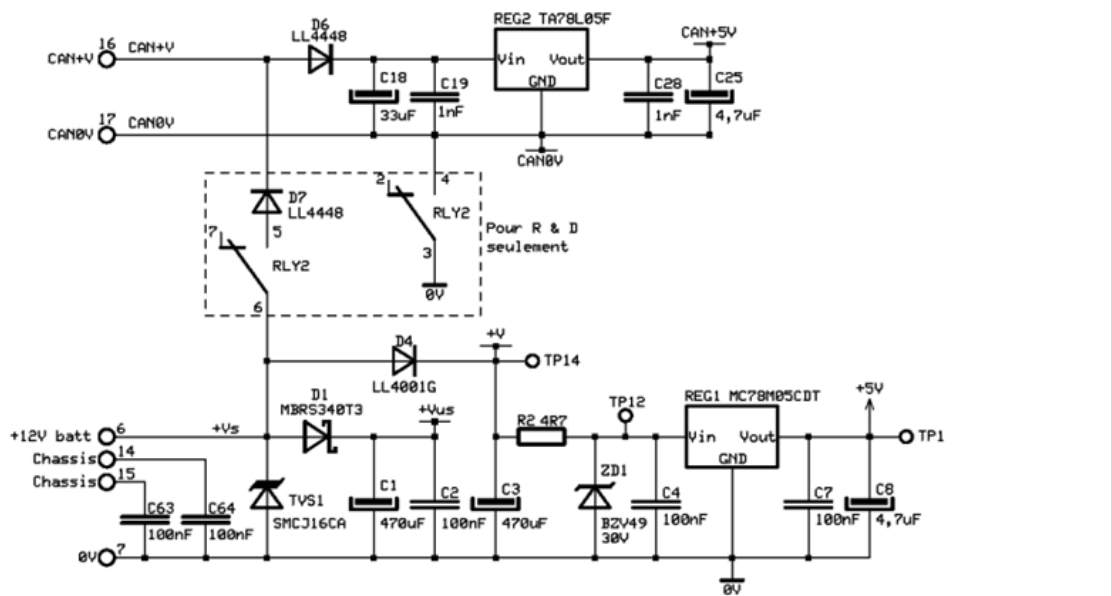 D6
LL4448
REG2 TA78L05F
CAN+5V
CAN+V
16
CAN+V
Vin
Vout
GND
C18
33uF
C19
1nF
C28
1nF
C25
4,7uF
CAN0V
17
CAN0V
CAN0V
D7
LL4448
5
7
RLY2
6
2
4
RLY2
3
0V
Pour R & D
seulement
D4
LL4001G
+V
TP14
D1
MBRS340T3
+Vus
R2 4R7
TP12
REG1 MC78M05CDT
Vin
Vout
GND
+5V
TP1
+12V batt
6
+Vs
Chassis
14
Chassis
15
C63
100nF
C64
100nF
TVS1
SMCJ16CA
C1
470uF
C2
100nF
C3
470uF
ZD1
BZV49
30V
C4
100nF
C7
100nF
C8
4,7uF
0V
7
0V